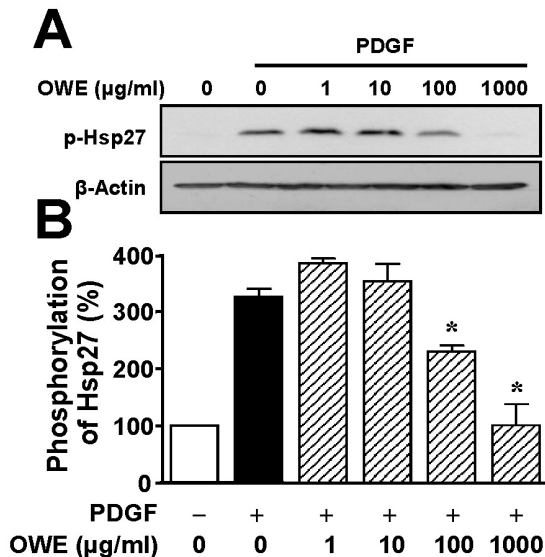 A
PDGF
OWE (µg/ml) 0 0 1 10 100 1000
p-Hsp27
β-Actin
B
Phosphorylation
of Hsp27 (%)
400
300
200
100
0
*
*
PDGF − + + + + +
OWE (µg/ml) 0 0 1 10 100 1000